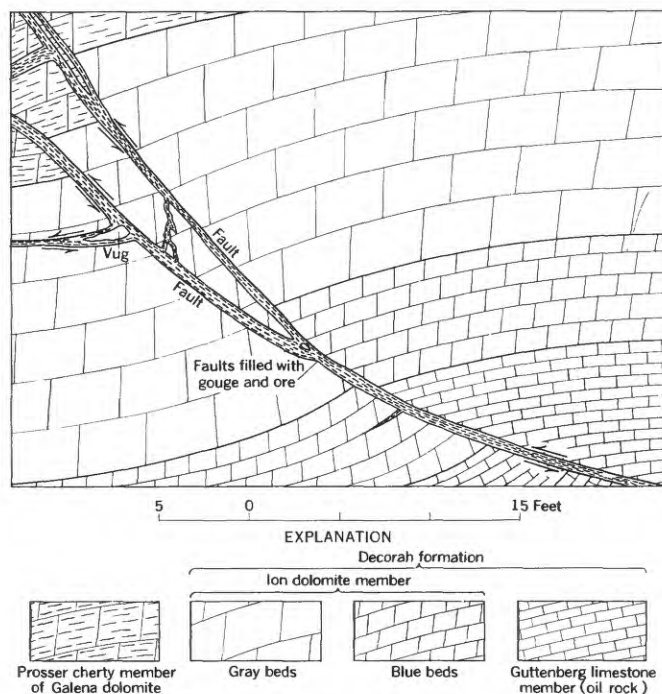 Fault
Vug
Fault
Faults filled with
gouge and ore
5 0 15 Feet
EXPLANATION
Decorah formation
Ion dolomite member
Prosser cherty member
of Galena dolomite
Gray beds
Blue beds
Guttenberg limestone
member (oil rock)